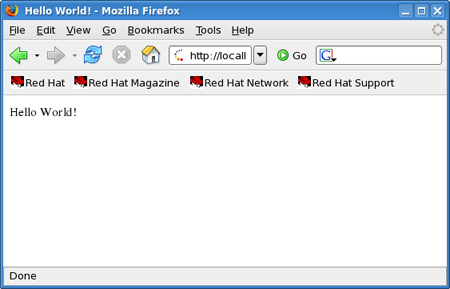 Hello World! - Mozilla Firefox
File Edit View Go Bookmarks Tools Help
http://locall Go G
Red Hat Red Hat Magazine Red Hat Network Red Hat Support
Hello World!
Done